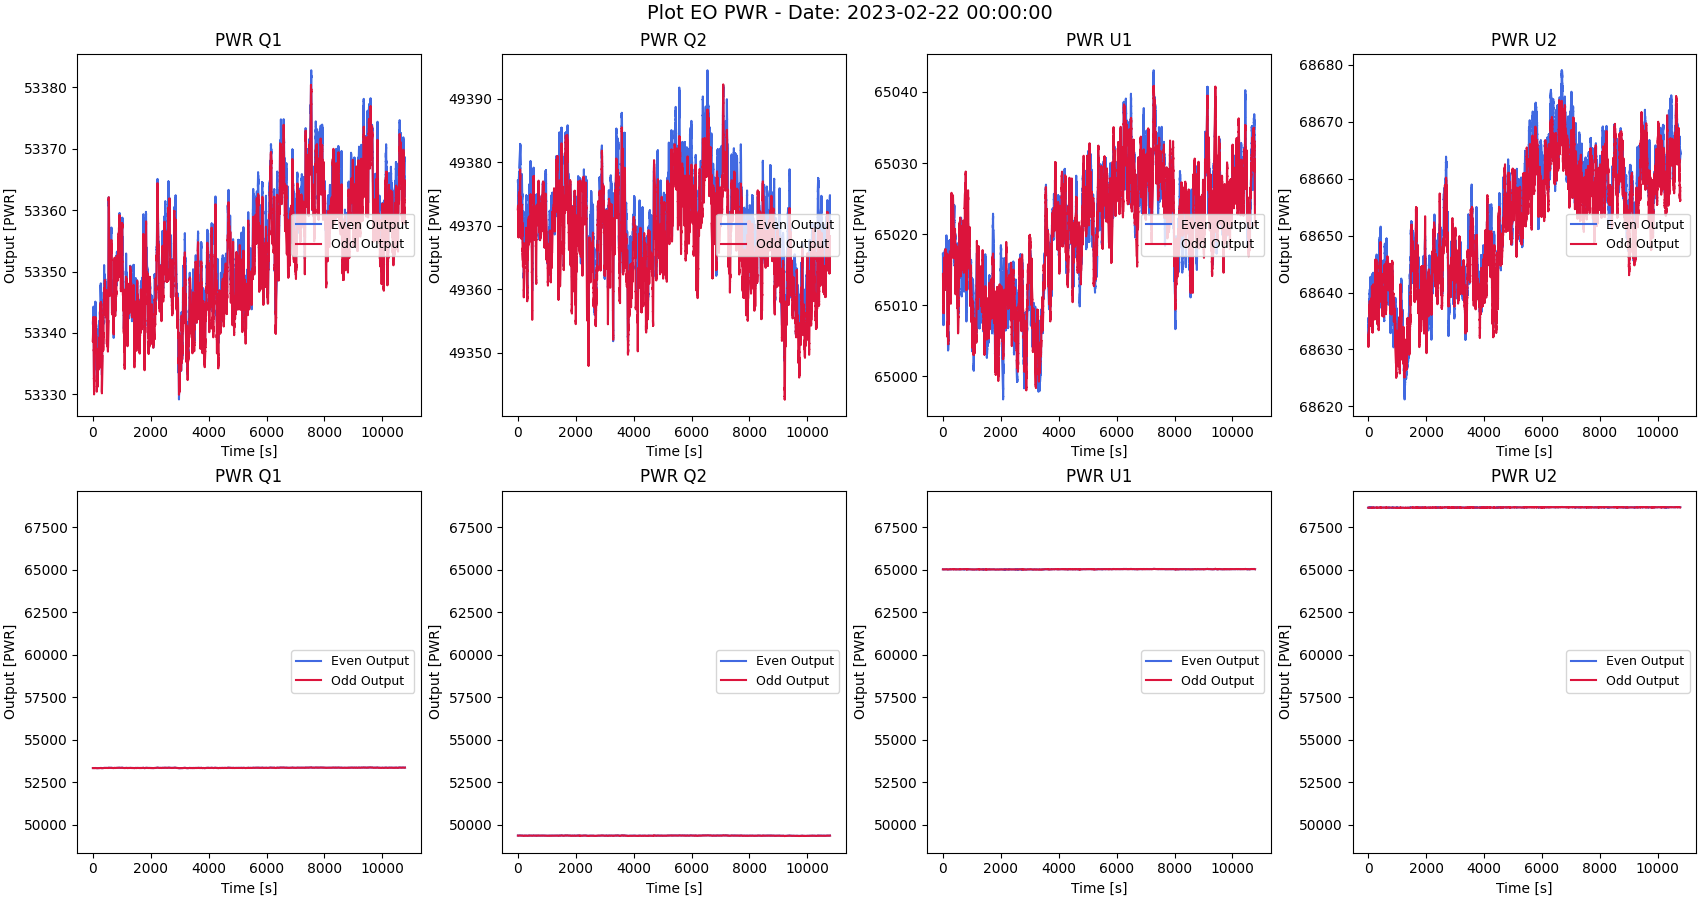 Plot EO PWR - Date: 2023-02-22 00:00:00
PWR Q1
Output [PWR]
53380
53370
53360
53350
53340
53330
Even Output
Odd Output
0 2000 4000 6000 8000 10000
Time [s]
PWR Q2
Output [PWR]
49390
49380
49370
49360
49350
Even Output
Odd Output
0 2000 4000 6000 8000 10000
Time [s]
PWR U1
Output [PWR]
65040
65030
65020
65010
65000
Even Output
Odd Output
0 2000 4000 6000 8000 10000
Time [s]
PWR U2
Output [PWR]
68680
68670
68660
68650
68640
68630
68620
Even Output
Odd Output
0 2000 4000 6000 8000 10000
Time [s]
PWR Q1
Output [PWR]
67500
65000
62500
60000
57500
55000
52500
50000
Even Output
Odd Output
0 2000 4000 6000 8000 10000
Time [s]
PWR Q2
Output [PWR]
67500
65000
62500
60000
57500
55000
52500
50000
Even Output
Odd Output
0 2000 4000 6000 8000 10000
Time [s]
PWR U1
Output [PWR]
67500
65000
62500
60000
57500
55000
52500
50000
Even Output
Odd Output
0 2000 4000 6000 8000 10000
Time [s]
PWR U2
Output [PWR]
67500
65000
62500
60000
57500
55000
52500
50000
Even Output
Odd Output
0 2000 4000 6000 8000 10000
Time [s]